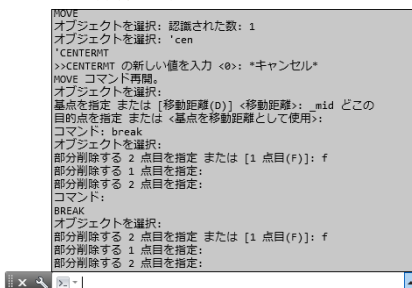 MOVE
オブジェクトを選択: 認識された数: 1
オブジェクトを選択: 'cen
'CENTERMT
>>CENTERMT の新しい値を入力 <0>: *キャンセル*
MOVE コマンド再開。
オブジェクトを選択:
基点を指定 または [移動距離(D)] <移動距離>: _mid どこの
目的点を指定 または <基点を移動距離として使用>:
コマンド: break
オブジェクトを選択:
部分削除する 2 点目を指定 または [1 点目(F)]: f
部分削除する 1 点目を指定:
部分削除する 2 点目を指定:
コマンド:
BREAK
オブジェクトを選択:
部分削除する 2 点目を指定 または [1 点目(F)]: f
部分削除する 1 点目を指定:
部分削除する 2 点目を指定: